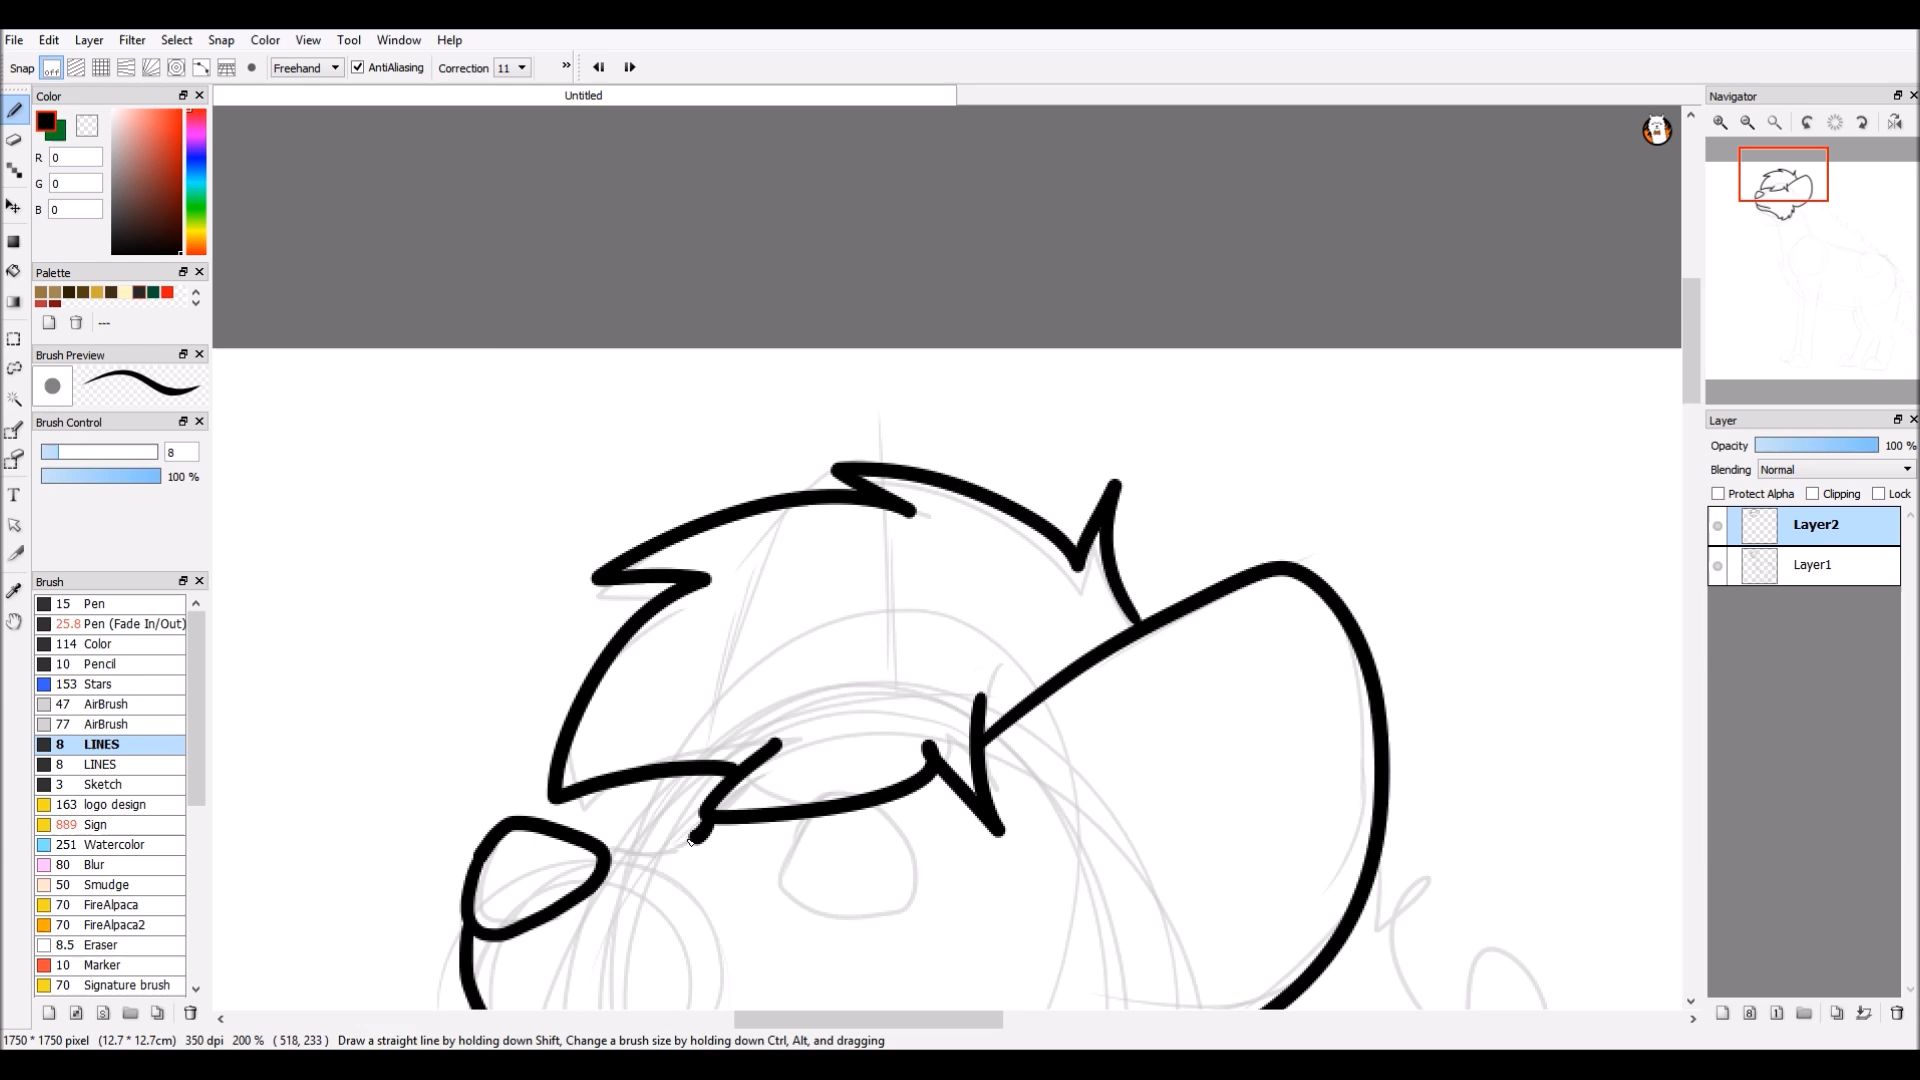 File Edit Layer Filter Select Snap Color View Tool Window Help
Snap off Freehand AntiAliasing Correction 11 »
Color
Untitled
Navigator
R 0
G 0
B 0
Palette
---
Brush Preview
Brush Control
8
100 %
Brush
15 Pen
25.8 Pen (Fade In/Out)
114 Color
10 Pencil
153 Stars
47 AirBrush
77 AirBrush
8 LINES
8 LINES
3 Sketch
163 logo design
889 Sign
251 Watercolor
80 Blur
50 Smudge
70 FireAlpaca
70 FireAlpaca2
8.5 Eraser
10 Marker
70 Signature brush
Layer
Opacity 100 %
Blending Normal
Protect Alpha Clipping Lock
Layer2
Layer1
1750 * 1750 pixel (12.7 * 12.7cm) 350 dpi 200 % ( 518, 233 ) Draw a straight line by holding down Shift, Change a brush size by holding down Ctrl, Alt, and dragging